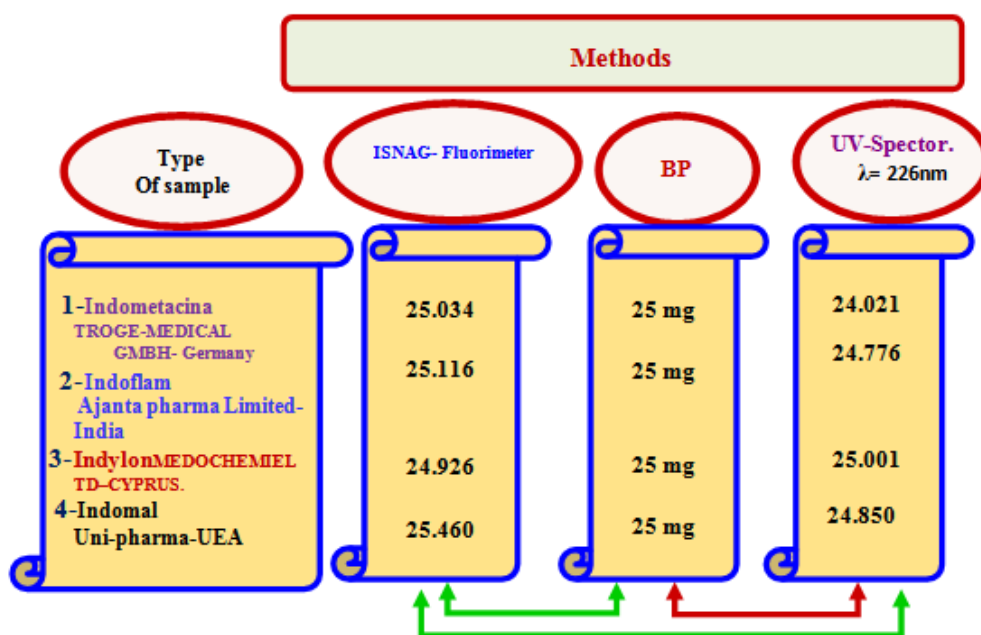 Methods
Type
Of sample
ISNAG- Fluorimeter
BP
UV-Spector.
λ= 226nm
1-Indometacina
TROGE-MEDICAL
GMBH- Germany
2-Indoflam
Ajanta pharma Limited-
India
3-IndylonMEDOCHEMIEL
TD–CYPRUS.
4-Indomal
Uni-pharma-UEA
25.034
25.116
24.926
25.460
25 mg
25 mg
25 mg
25 mg
24.021
24.776
25.001
24.850